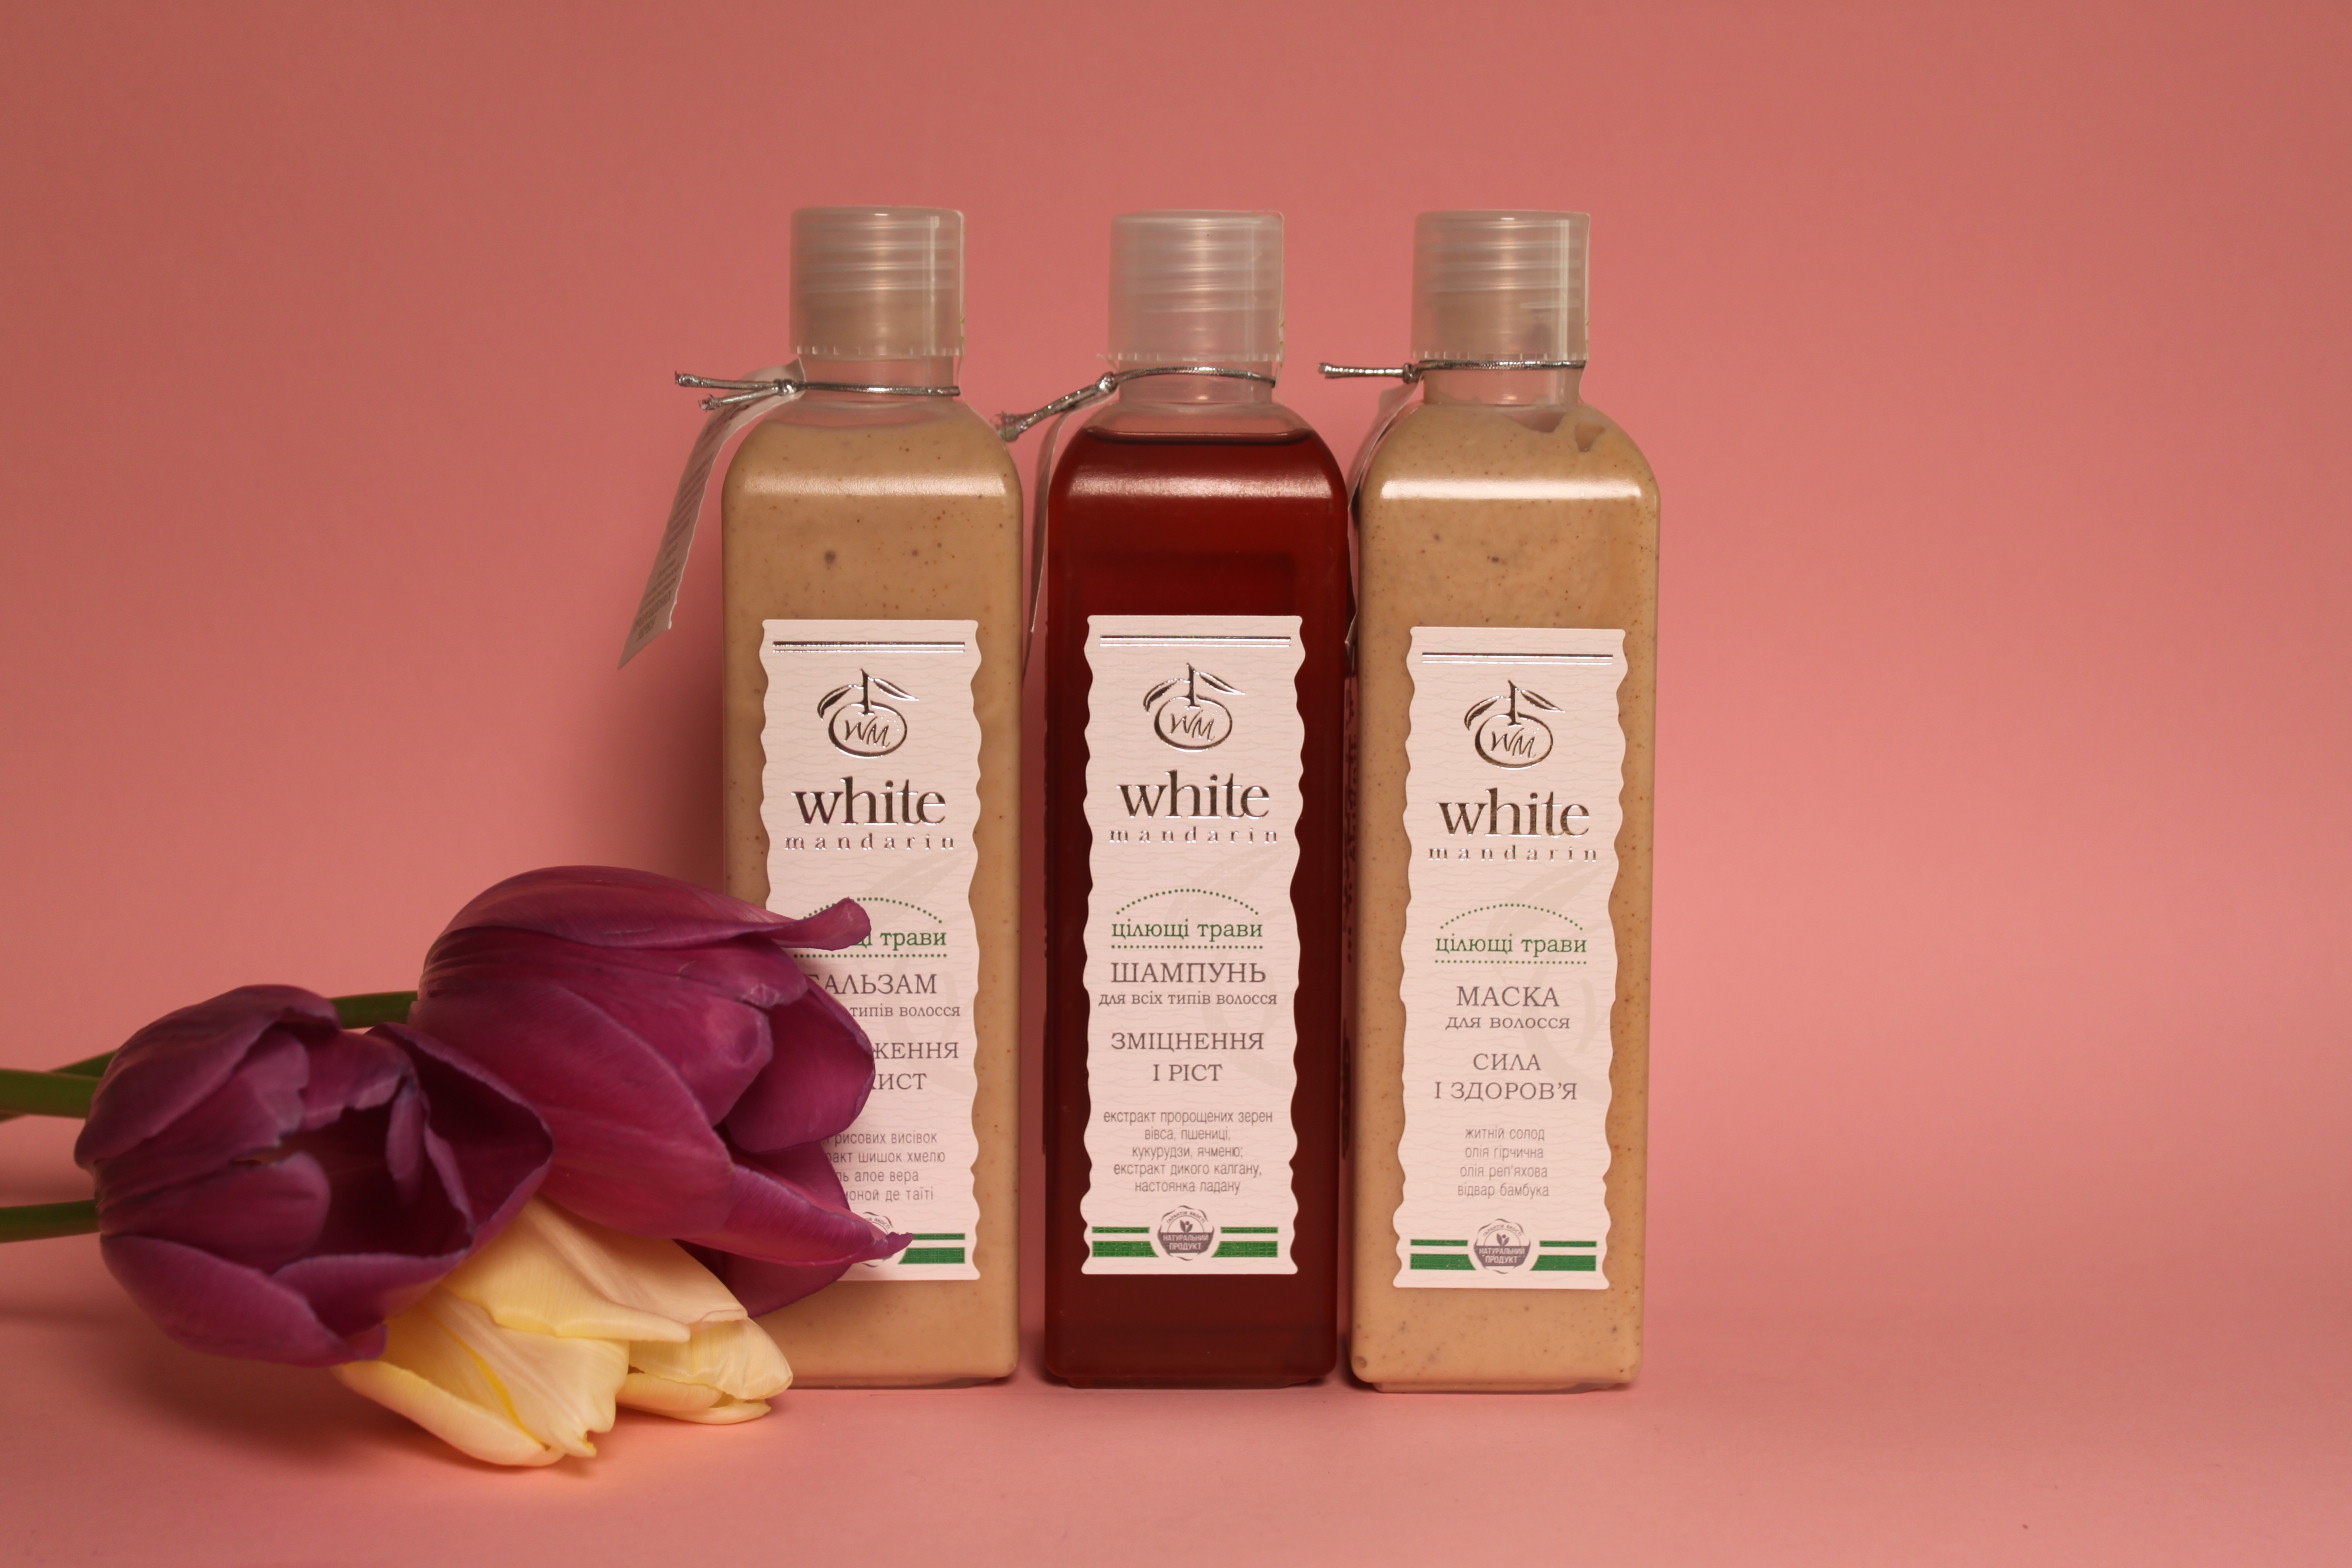 WM
white
mandarin
трави
БАЛЬЗАМ
типів волосся
рисових висівок
шишок хмелю
алое вера
де таїті
WM
white
mandarin
цілющі трави
ШАМПУНЬ
для всіх типів волосся
ЗМІЦНЕННЯ
І РІСТ
екстракт пророщених зерен
вівса, пшениці,
кукурудзи, ячменю;
екстракт дикого калгану,
настоянка ладану
НАТУРАЛЬНИЙ
ПРОДУКТ
WM
white
mandarin
цілющі трави
МАСКА
для волосся
СИЛА
І ЗДОРОВ'Я
житній солод
олія гірчична
олія реп'яхова
відвар бамбука
НАТУРАЛЬНИЙ
ПРОДУКТ